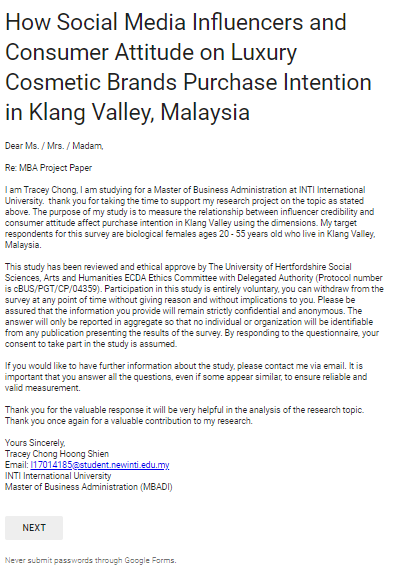 How Social Media Influencers and
Consumer Attitude on Luxury
Cosmetic Brands Purchase Intention
in Klang Valley, Malaysia
Dear Ms. / Mrs. / Madam,
Re: MBA Project Paper
I am Tracey Chong, I am studying for a Master of Business Administration at INTI International
University.  thank you for taking the time to support my research project on the topic as stated
above. The purpose of my study is to measure the relationship between influencer credibility and
consumer attitude affect purchase intention in Klang Valley using the dimensions. My target
respondents for this survey are biological females ages 20 - 55 years old who live in Klang Valley,
Malaysia.
This study has been reviewed and ethical approve by The University of Hertfordshire Social
Sciences, Arts and Humanities ECDA Ethics Committee with Delegated Authority (Protocol number
is cBUS/PGT/CP/04359). Participation in this study is entirely voluntary, you can withdraw from the
survey at any point of time without giving reason and without implications to you. Please be
assured that the information you provide will remain strictly confidential and anonymous. The
answer will only be reported in aggregate so that no individual or organization will be identifiable
from any publication presenting the results of the survey. By responding to the questionnaire, your
consent to take part in the study is assumed.
If you would like to have further information about the study, please contact me via email. It is
important that you answer all the questions, even if some appear similar, to ensure reliable and
valid measurement.
Thank you for the valuable response it will be very helpful in the analysis of the research topic.
Thank you once again for a valuable contribution to my research.
Yours Sincerely,
Tracey Chong Hoong Shien
Email: I17014185@student.newinti.edu.my
INTI International University
Master of Business Administration (MBADI)
NEXT
Never submit passwords through Google Forms.